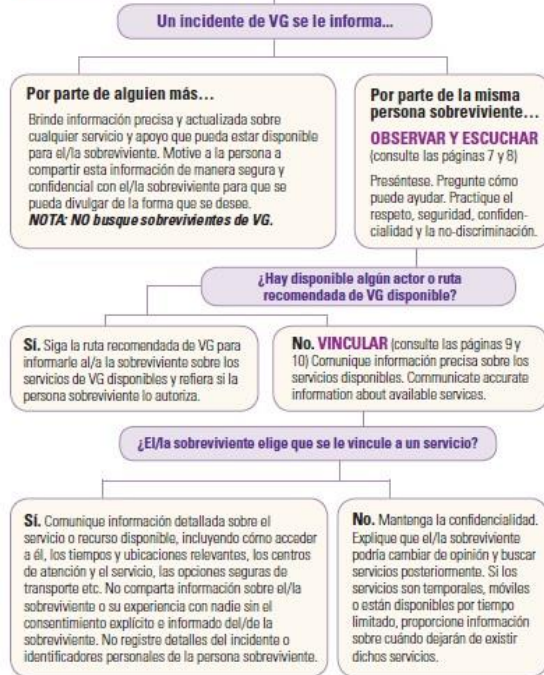 Un incidente de VG se le informa...
Por parte de alguien más...
Brinde información precisa y actualizada sobre
cualquier servicio y apoyo que pueda estar disponible
para el/la sobreviviente. Motive a la persona a
compartir esta información de manera segura y
confidencial con el/la sobreviviente para que se
pueda divulgar de la forma que se desee.
NOTA: NO busque sobrevivientes de VG.
Por parte de la misma
persona sobreviviente...
OBSERVAR Y ESCUCHAR
(consulte las páginas 7 y 8)
Preséntese. Pregunte cómo
puede ayudar. Practique el
respeto, seguridad, confiden-
cialidad y la no-discriminación.
¿Hay disponible algún actor o ruta
recomendada de VG disponible?
Sí. Siga la ruta recomendada de VG para
informarle al/a la sobreviviente sobre los
servicios de VG disponibles y refiera si la
persona sobreviviente lo autoriza.
No. VINCULAR (consulte las páginas 9 y
10) Comunique información precisa sobre los
servicios disponibles. Communicate accurate
information about available services.
¿El/la sobreviviente elige que se le vincule a un servicio?
Sí. Comunique información detallada sobre el
servicio o recurso disponible, incluyendo cómo acceder
a él, los tiempos y ubicaciones relevantes, los centros
de atención y el servicio, las opciones seguras de
transporte etc. No comparta información sobre el/la
sobreviviente o su experiencia con nadie sin el
consentimiento explícito e informado del/de la
sobreviviente. No registre detalles del incidente o
identificadores personales de la persona sobreviviente.
No. Mantenga la confidencialidad.
Explique que el/la sobreviviente
podría cambiar de opinión y buscar
servicios posteriormente. Si los
servicios son temporales, móviles
o están disponibles por tiempo
limitado, proporcione información
sobre cuándo dejarán de existir
dichos servicios.